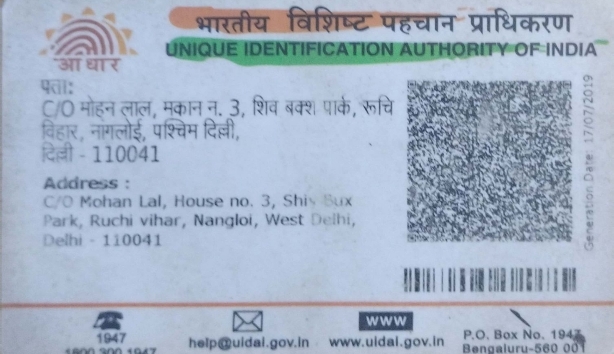 भारतीय विशिष्ट पहचान प्राधिकरण
UNIQUE IDENTIFICATION AUTHORITY OF INDIA
आधार
पता:
C/O मोहन लाल, मकान न. 3, शिव बक्श पार्क, रूचि
विहार, नांगलोई, पश्चिम दिल्ली,
दिल्ली - 110041
Address :
C/O Mohan Lal, House no. 3, Shiv Bux
Park, Ruchi vihar, Nangloi, West Delhi,
Delhi - 110041
Generation Date: 17/07/2019
1947
1800 300 1947
help@uidai.gov.in
WWW
www.uidai.gov.in
P.O. Box No. 1947,
Bengaluru-560 001